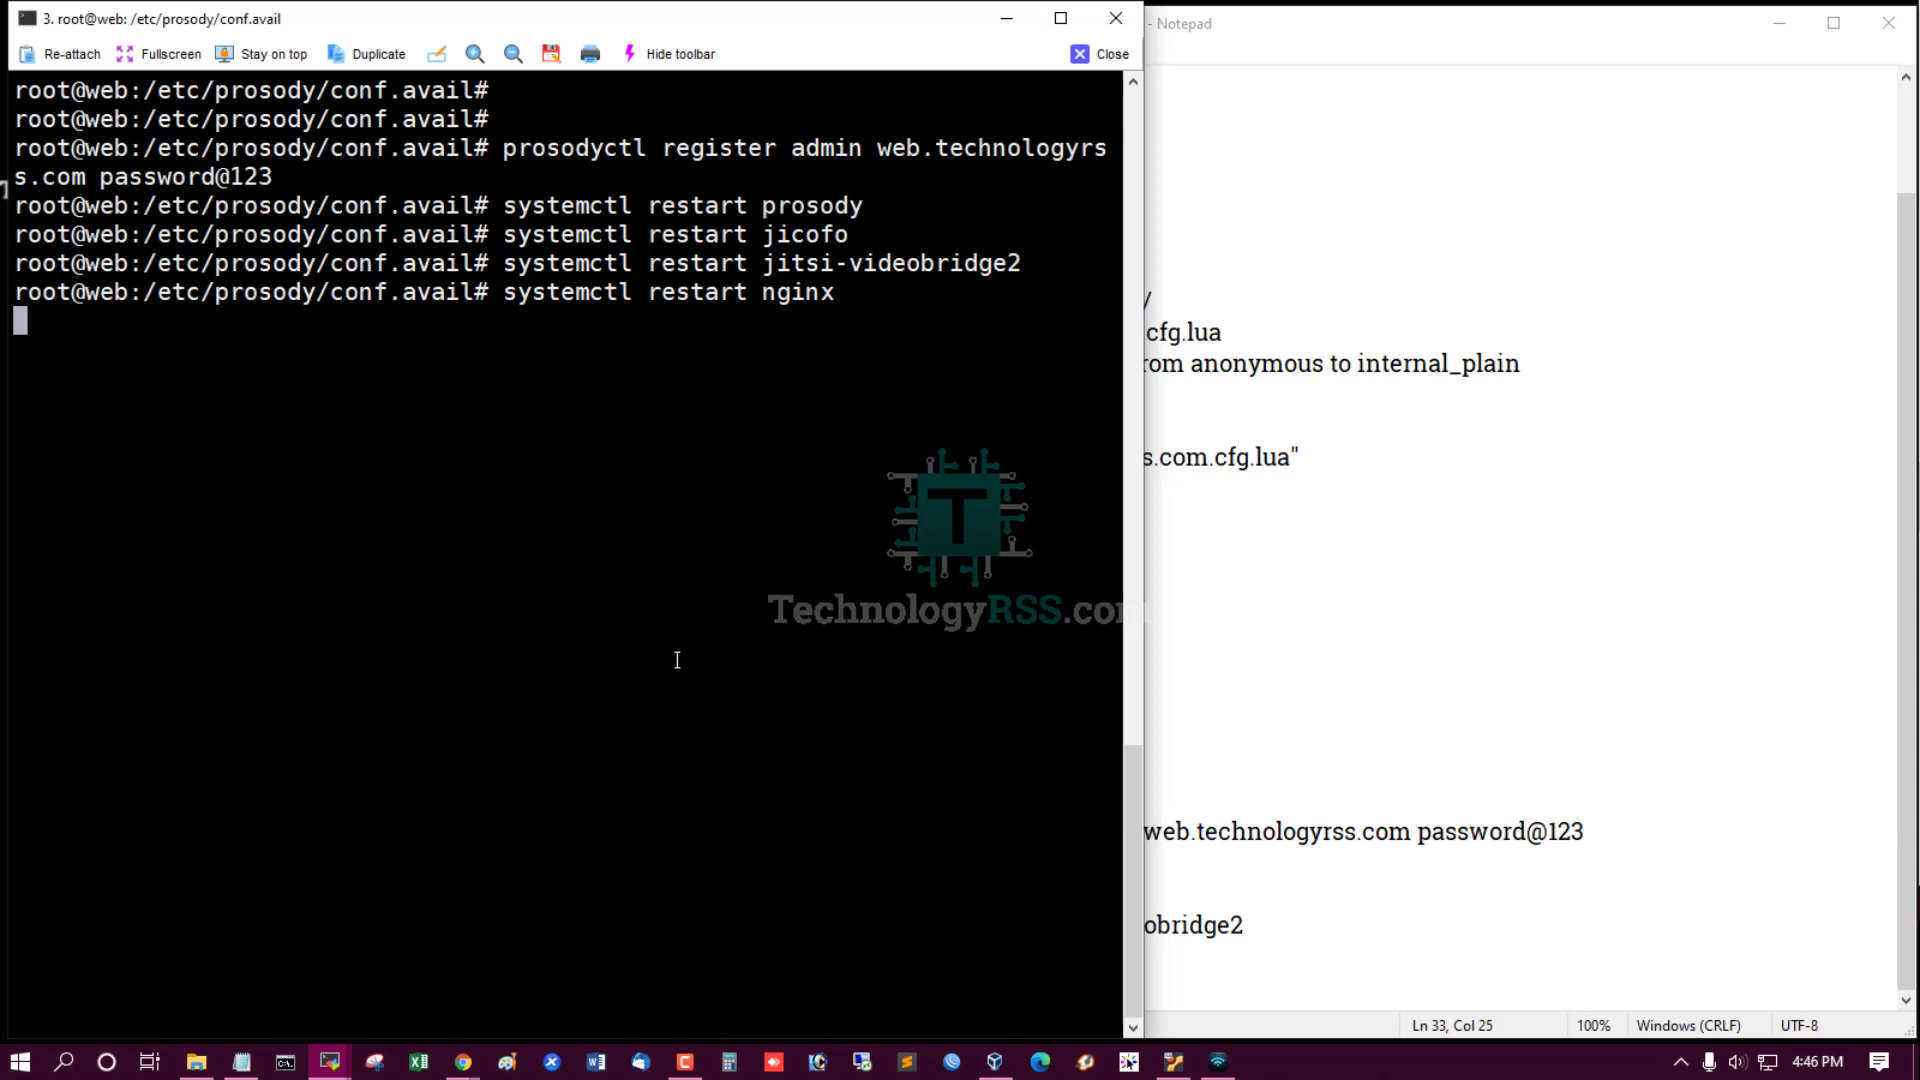 3. root@web: /etc/prosody/conf.avail
- Notepad
Re-attach Fullscreen Stay on top Duplicate Hide toolbar Close
root@web:/etc/prosody/conf.avail#
root@web:/etc/prosody/conf.avail#
root@web:/etc/prosody/conf.avail# prosodyctl register admin web.technologyrs
s.com password@123
root@web:/etc/prosody/conf.avail# systemctl restart prosody
root@web:/etc/prosody/conf.avail# systemctl restart jicofo
root@web:/etc/prosody/conf.avail# systemctl restart jitsi-videobridge2
root@web:/etc/prosody/conf.avail# systemctl restart nginx
/
cfg.lua
rom anonymous to internal_plain
s.com.cfg.lua"
T
TechnologyRSS.com
web.technologyrss.com password@123
obridge2
Ln 33, Col 25 100% Windows (CRLF) UTF-8
4:46 PM